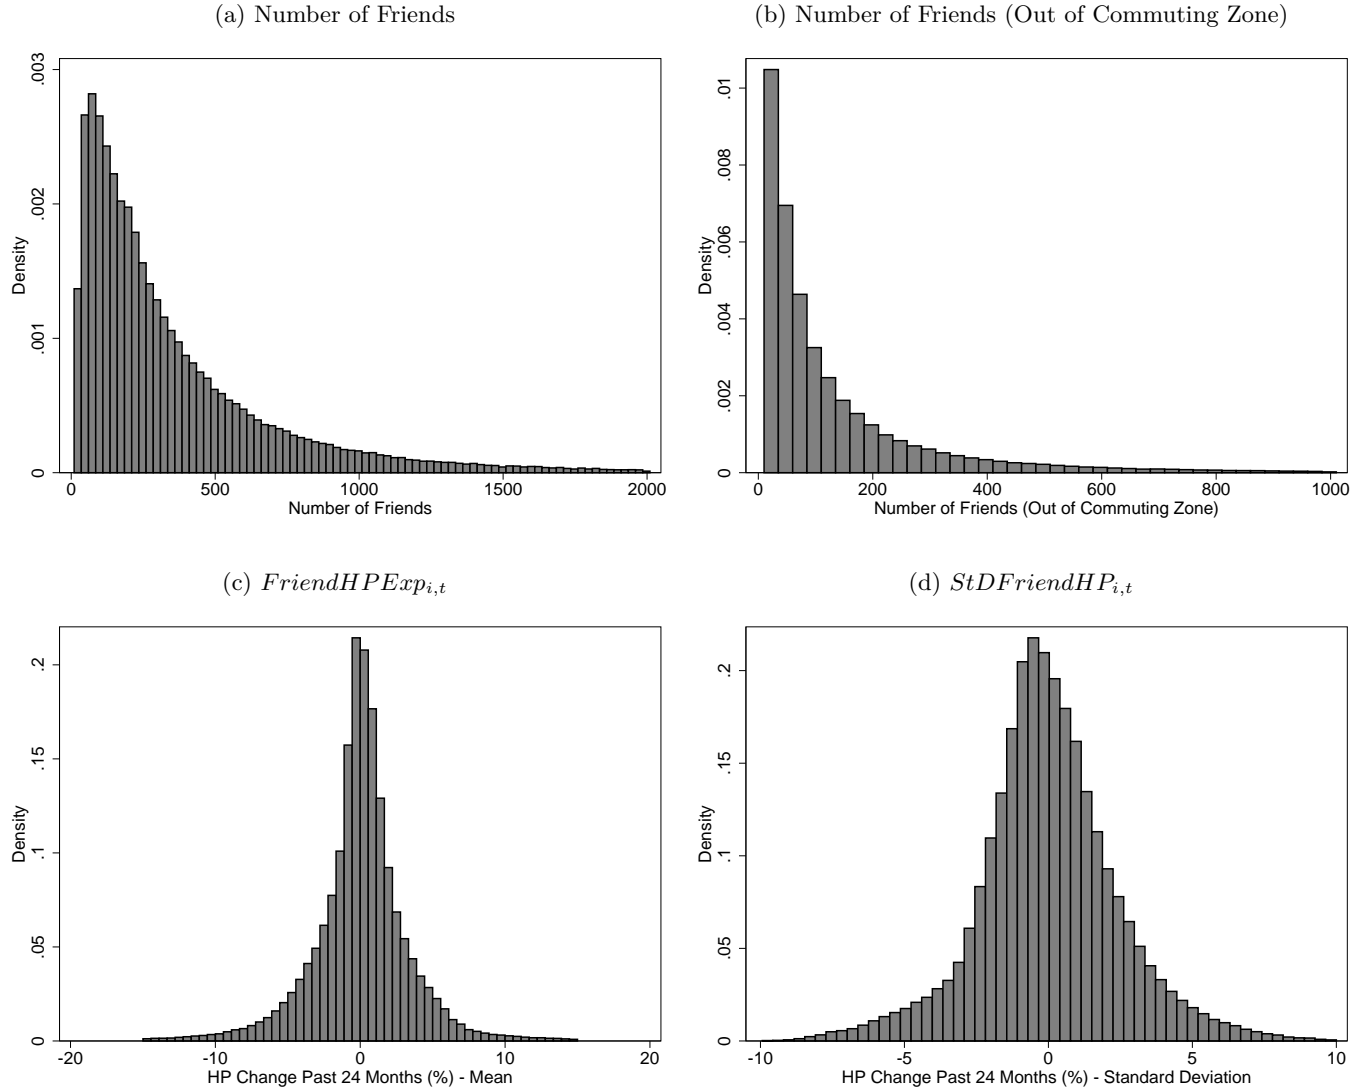 (a) Number of Friends
.003
.002
.001
0
Density
0 500 1000 1500 2000
Number of Friends
(b) Number of Friends (Out of Commuting Zone)
.01
.008
.006
.004
.002
0
Density
0 200 400 600 800 1000
Number of Friends (Out of Commuting Zone)
(c) FriendHPExp_{i,t}
.2
.15
.1
.05
0
Density
-20 -10 0 10 20
HP Change Past 24 Months (%) - Mean
(d) StDFriendHP_{i,t}
.2
.15
.1
.05
0
Density
-10 -5 0 5 10
HP Change Past 24 Months (%) - Standard Deviation